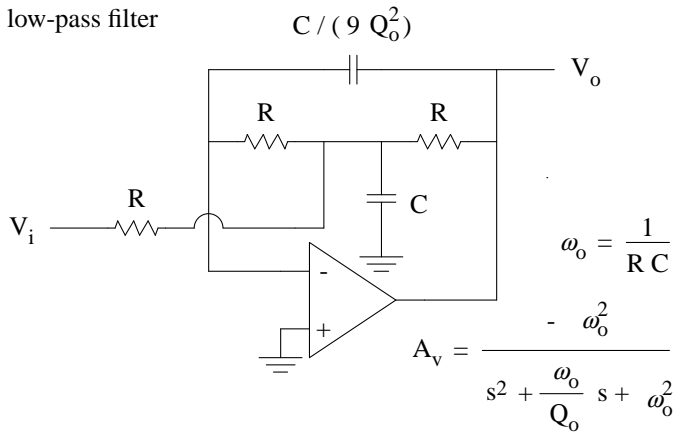 low-pass filter
C / ( 9 Q_o^2)
V_o
R
R
R
C
V_i
-
+
ω_o = 1 / R C
A_v = - ω_o^2 / s^2 + ω_o / Q_o s + ω_o^2